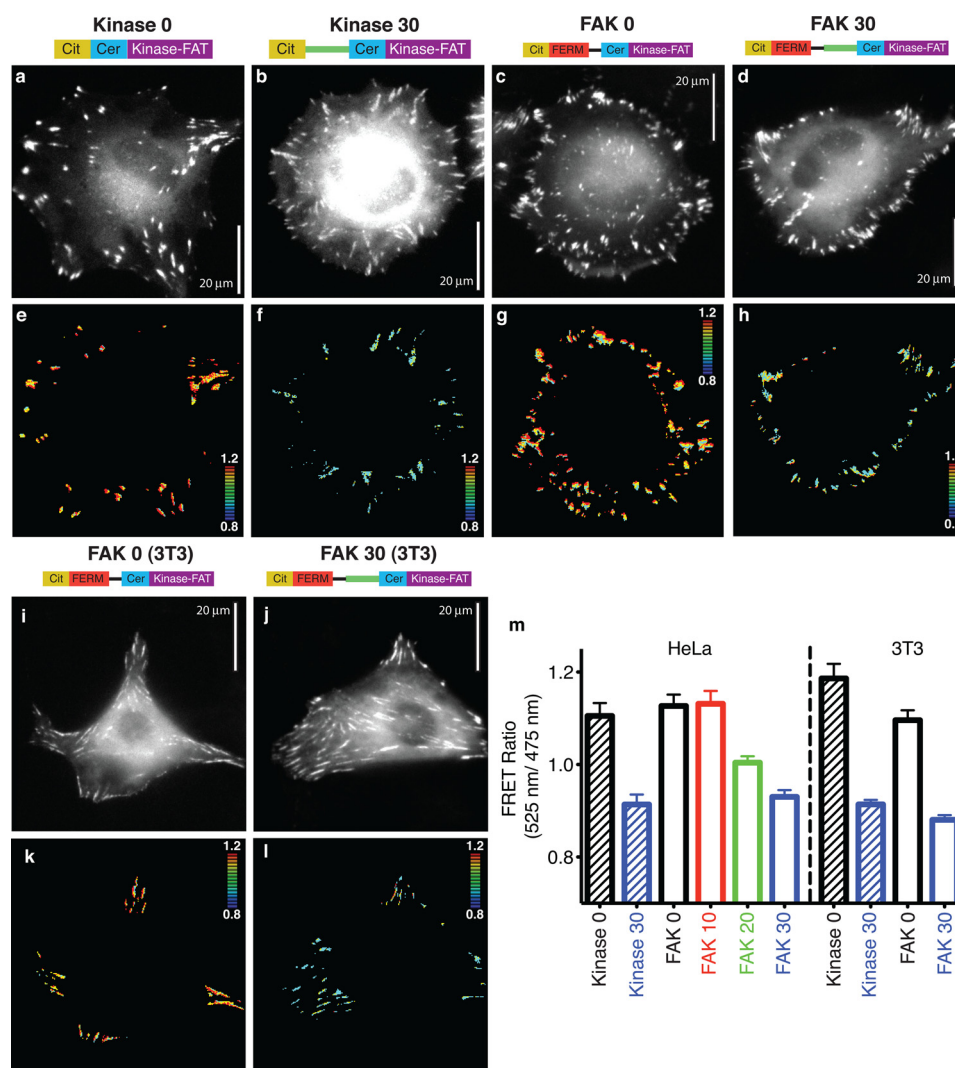 Kinase 0
Kinase 30
FAK 0
FAK 30
Cit Cer Kinase-FAT
Cit Cer Kinase-FAT
Cit FERM Cer Kinase-FAT
Cit FERM Cer Kinase-FAT
a
20 µm
b
20 µm
c
20 µm
d
20 µm
e
1.2
0.8
f
1.2
0.8
g
1.2
0.8
h
1.2
0.
FAK 0 (3T3)
FAK 30 (3T3)
Cit FERM Cer Kinase-FAT
Cit FERM Cer Kinase-FAT
i
20 µm
j
20 µm
k
1.2
0.8
l
1.2
0.8
m
HeLa
3T3
FRET Ratio
(525 nm/ 475 nm)
1.2
1.0
0.8
Kinase 0
Kinase 30
FAK 0
FAK 10
FAK 20
FAK 30
Kinase 0
Kinase 30
FAK 0
FAK 30